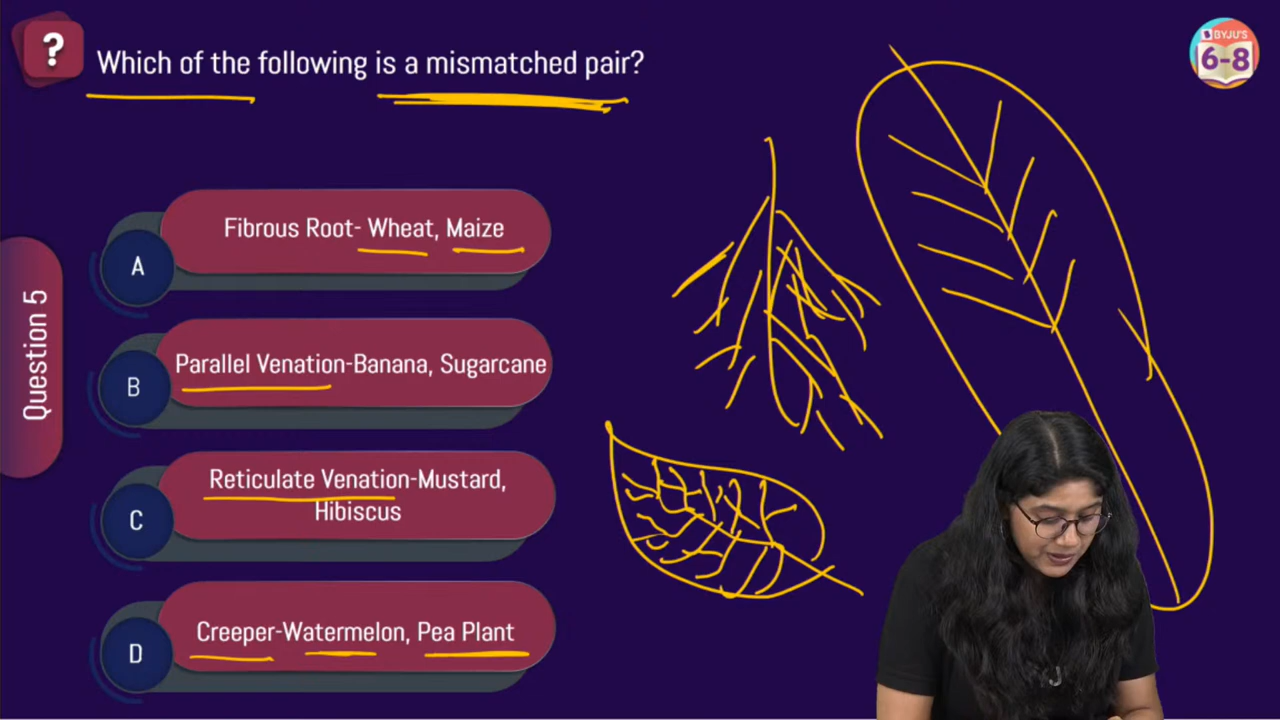 ?
Which of the following is a mismatched pair?
BYJU'S
6-8
Question 5
A
Fibrous Root- Wheat, Maize
B
Parallel Venation-Banana, Sugarcane
C
Reticulate Venation-Mustard,
Hibiscus
D
Creeper-Watermelon, Pea Plant